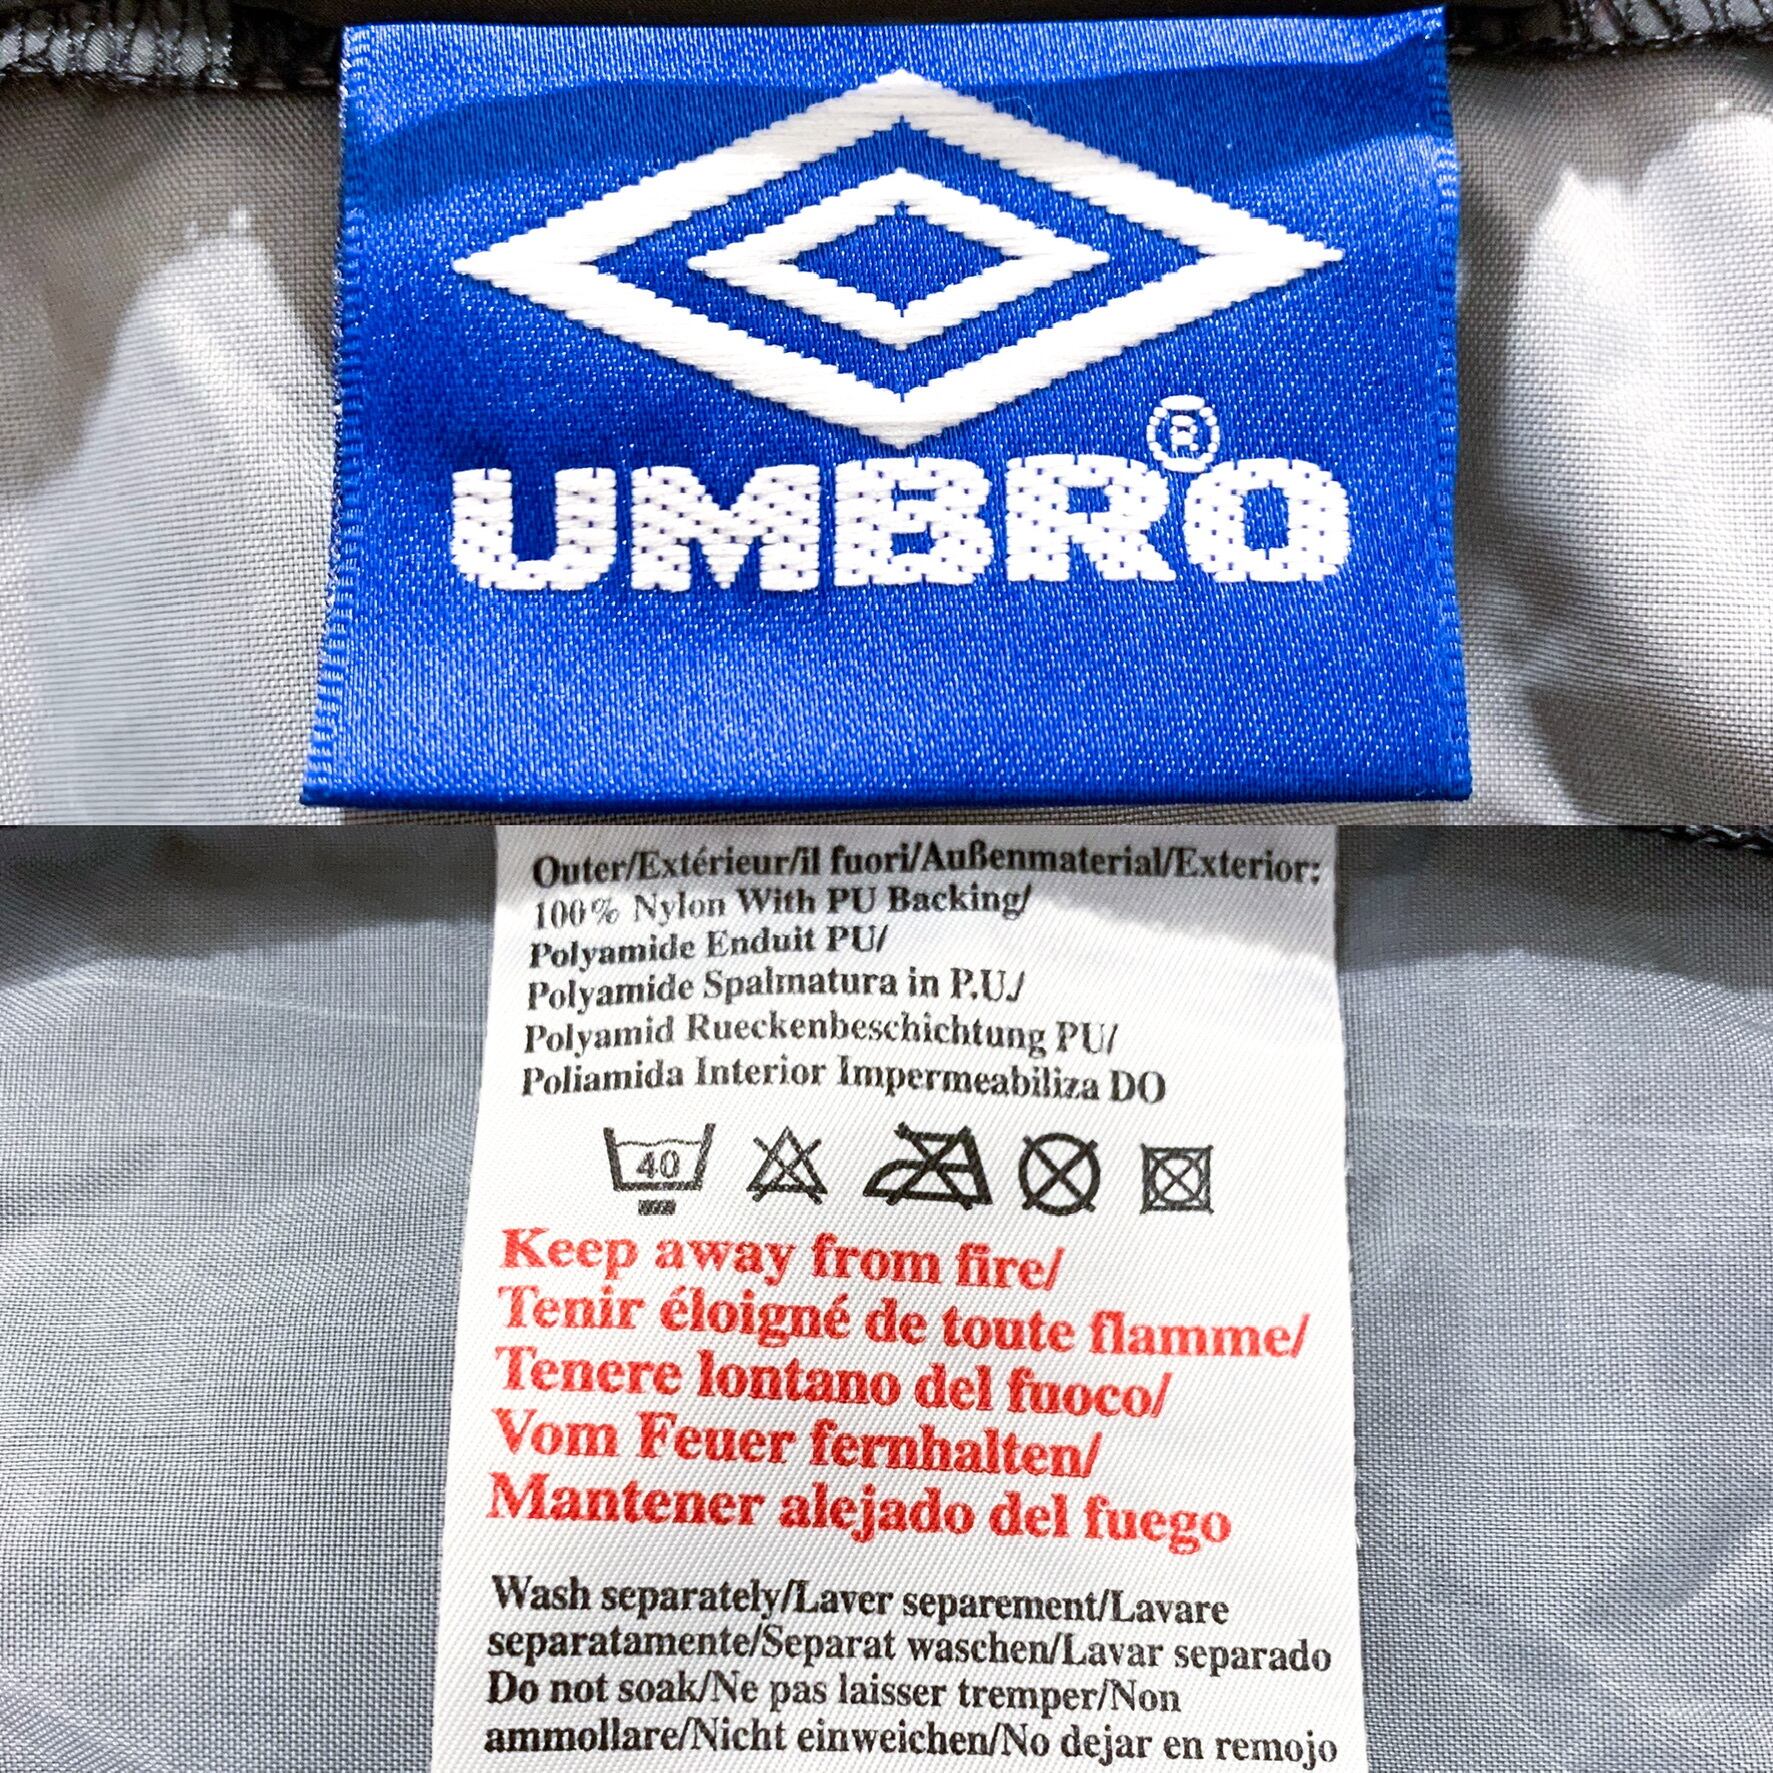 UMBRO®
Outer/Extérieur/il fuori/Außenmaterial/Exterior:
100% Nylon With PU Backing/
Polyamide Enduit PU/
Polyamide Spalmatura in P.U./
Polyamid Rueckenbeschichtung PU/
Poliamida Interior Impermeabiliza DO
40
Keep away from fire/
Tenir éloigné de toute flamme/
Tenere lontano del fuoco/
Vom Feuer fernhalten/
Mantener alejado del fuego
Wash separately/Laver separement/Lavare
separatamente/Separat waschen/Lavar separado
Do not soak/Ne pas laisser tremper/Non
ammollare/Nicht einweichen/No dejar en remojo